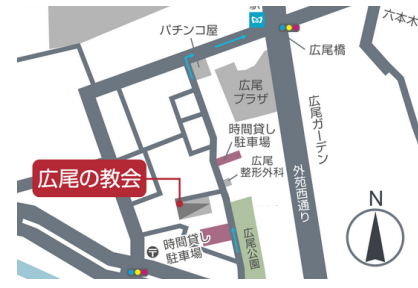 駅
六本木
パチンコ屋
広尾橋
広尾
プラザ
広尾ガーデン
時間貸し
駐車場
広尾
整形外科
外苑西通り
広尾の教会
N
時間貸し
駐車場
広尾公園